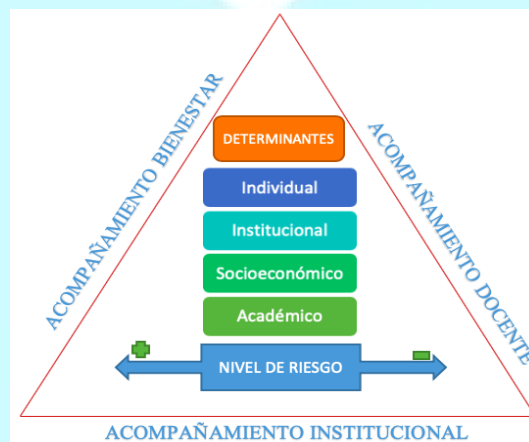 ACOMPAÑAMIENTO BIENESTAR
ACOMPAÑAMIENTO DOCENTE
DETERMINANTES
Individual
Institucional
Socioeconómico
Académico
NIVEL DE RIESGO
ACOMPAÑAMIENTO INSTITUCIONAL